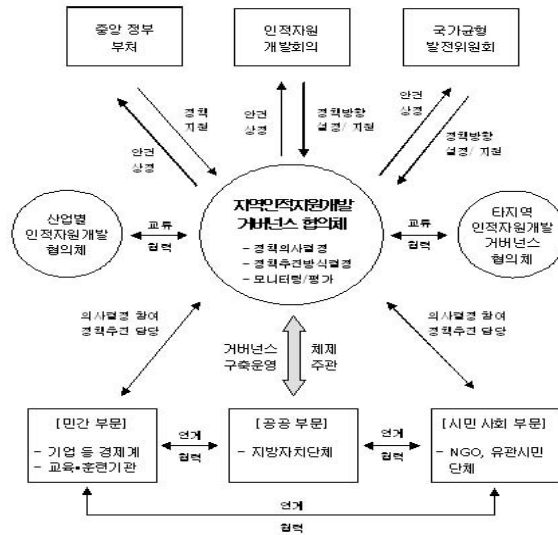 중앙 정부
부처
인적자원
개발회의
국가균형
발전위원회
정책
지침
안건
상정
안건
상정
정책방향
설정/ 지침
안건
상정
정책방향
설정/ 지침
지역인적자원개발
거버넌스 협의체
- 정책의사결정
- 정책추진방식결정
- 모니터링/평가
산업별
인적자원개발
협의체
교류
협력
교류
협력
타지역
인적자원개발
거버넌스
협의체
의사결정 참여
정책추진 담당
거버넌스
구축운영
체제
주관
의사결정 참여
정책추진 담당
[민간 부문]
- 기업 등 경제계
- 교육•훈련기관
연계
협력
[공공 부문]
- 지방자치단체
연계
협력
[시민 사회 부문]
- NGO, 유관시민
단체
연계
협력